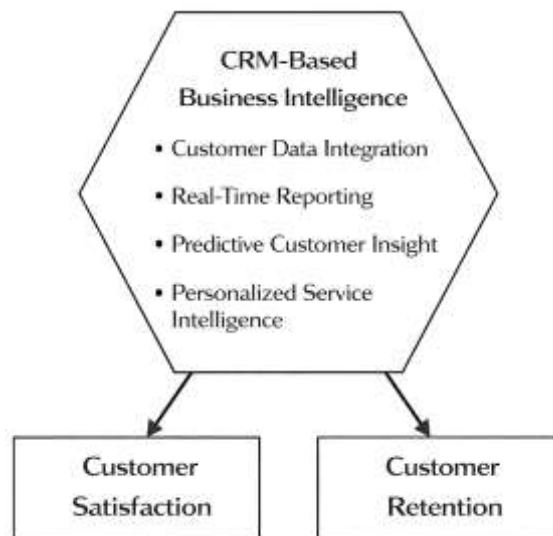 CRM-Based
Business Intelligence
• Customer Data Integration
• Real-Time Reporting
• Predictive Customer Insight
• Personalized Service
Intelligence
Customer
Satisfaction
Customer
Retention